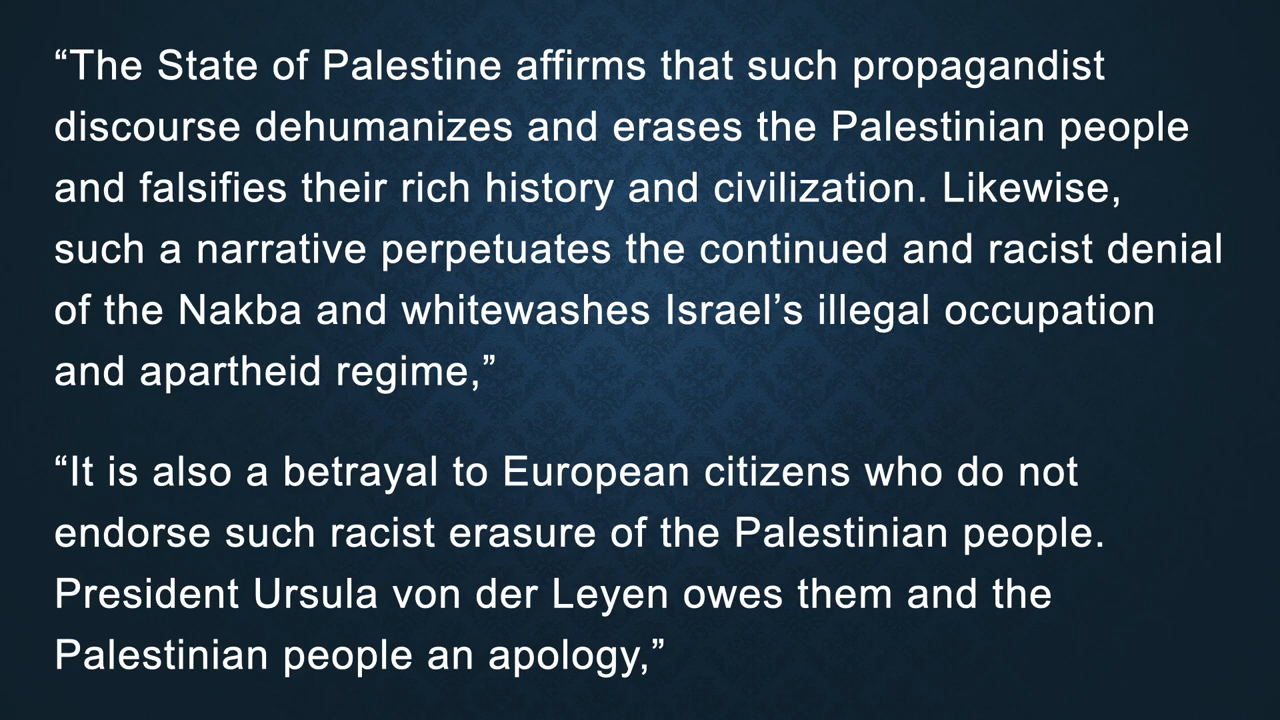 “The State of Palestine affirms that such propagandist
discourse dehumanizes and erases the Palestinian people
and falsifies their rich history and civilization. Likewise,
such a narrative perpetuates the continued and racist denial
of the Nakba and whitewashes Israel’s illegal occupation
and apartheid regime,”
“It is also a betrayal to European citizens who do not
endorse such racist erasure of the Palestinian people.
President Ursula von der Leyen owes them and the
Palestinian people an apology,”